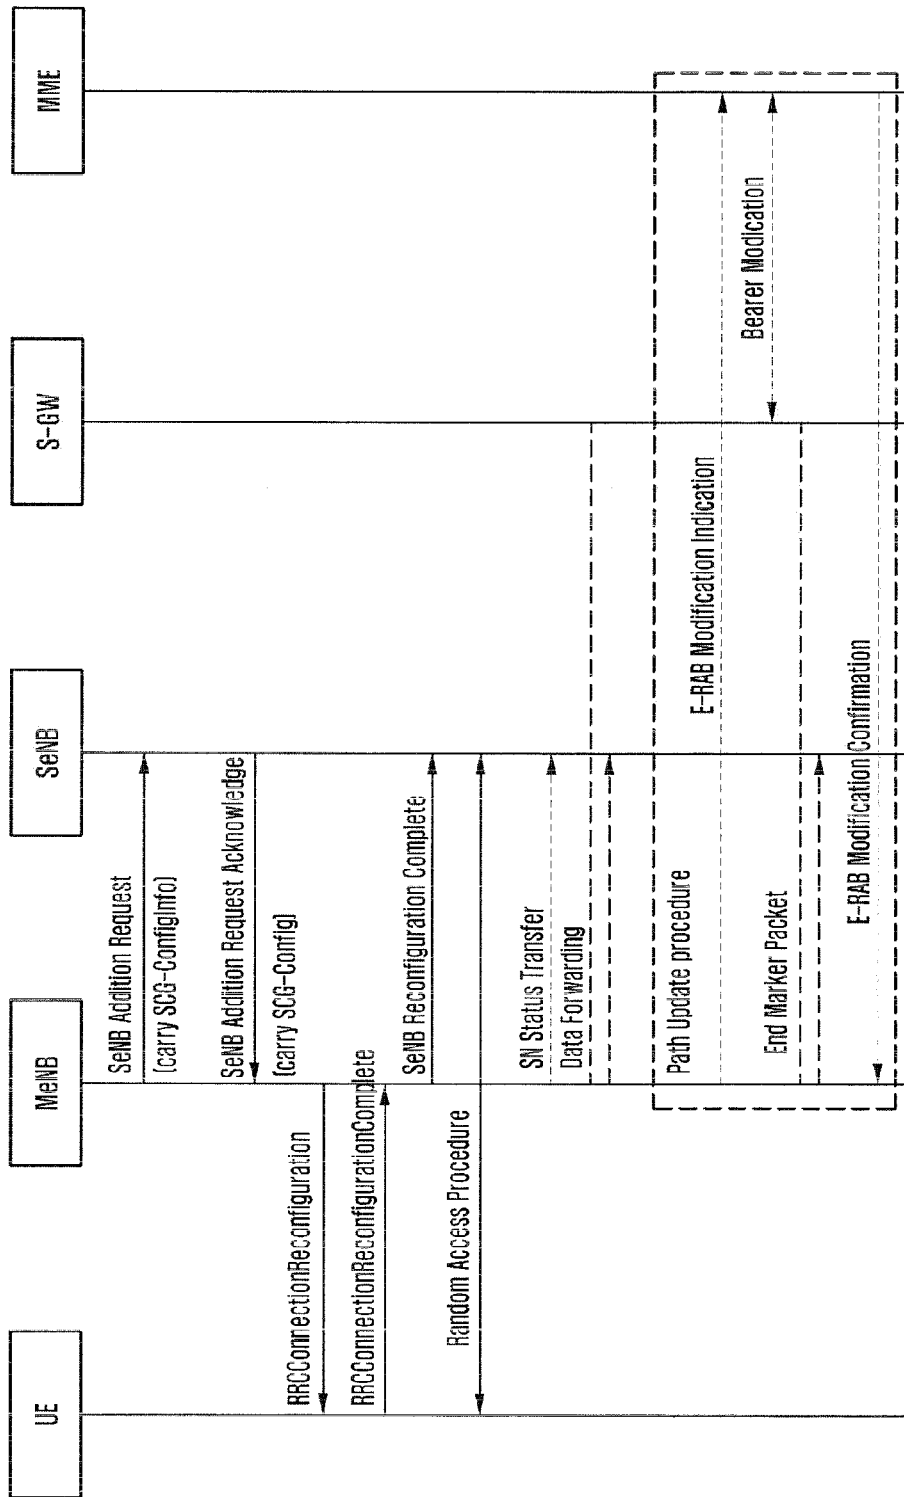 UE
MeNB
SeNB
S-GW
MME
SeNB Addition Request
(carry SCG-ConfigInfo)
SeNB Addition Request Acknowledge
(carry SCG-Config)
RRCConnectionReconfiguration
RRCConnectionReconfigurationComplete
SeNB Reconfiguration Complete
Random Access Procedure
SN Status Transfer
Data Forwarding
Path Update procedure
E-RAB Modification Indication
Bearer Modication
End Marker Packet
E-RAB Modification Confirmation